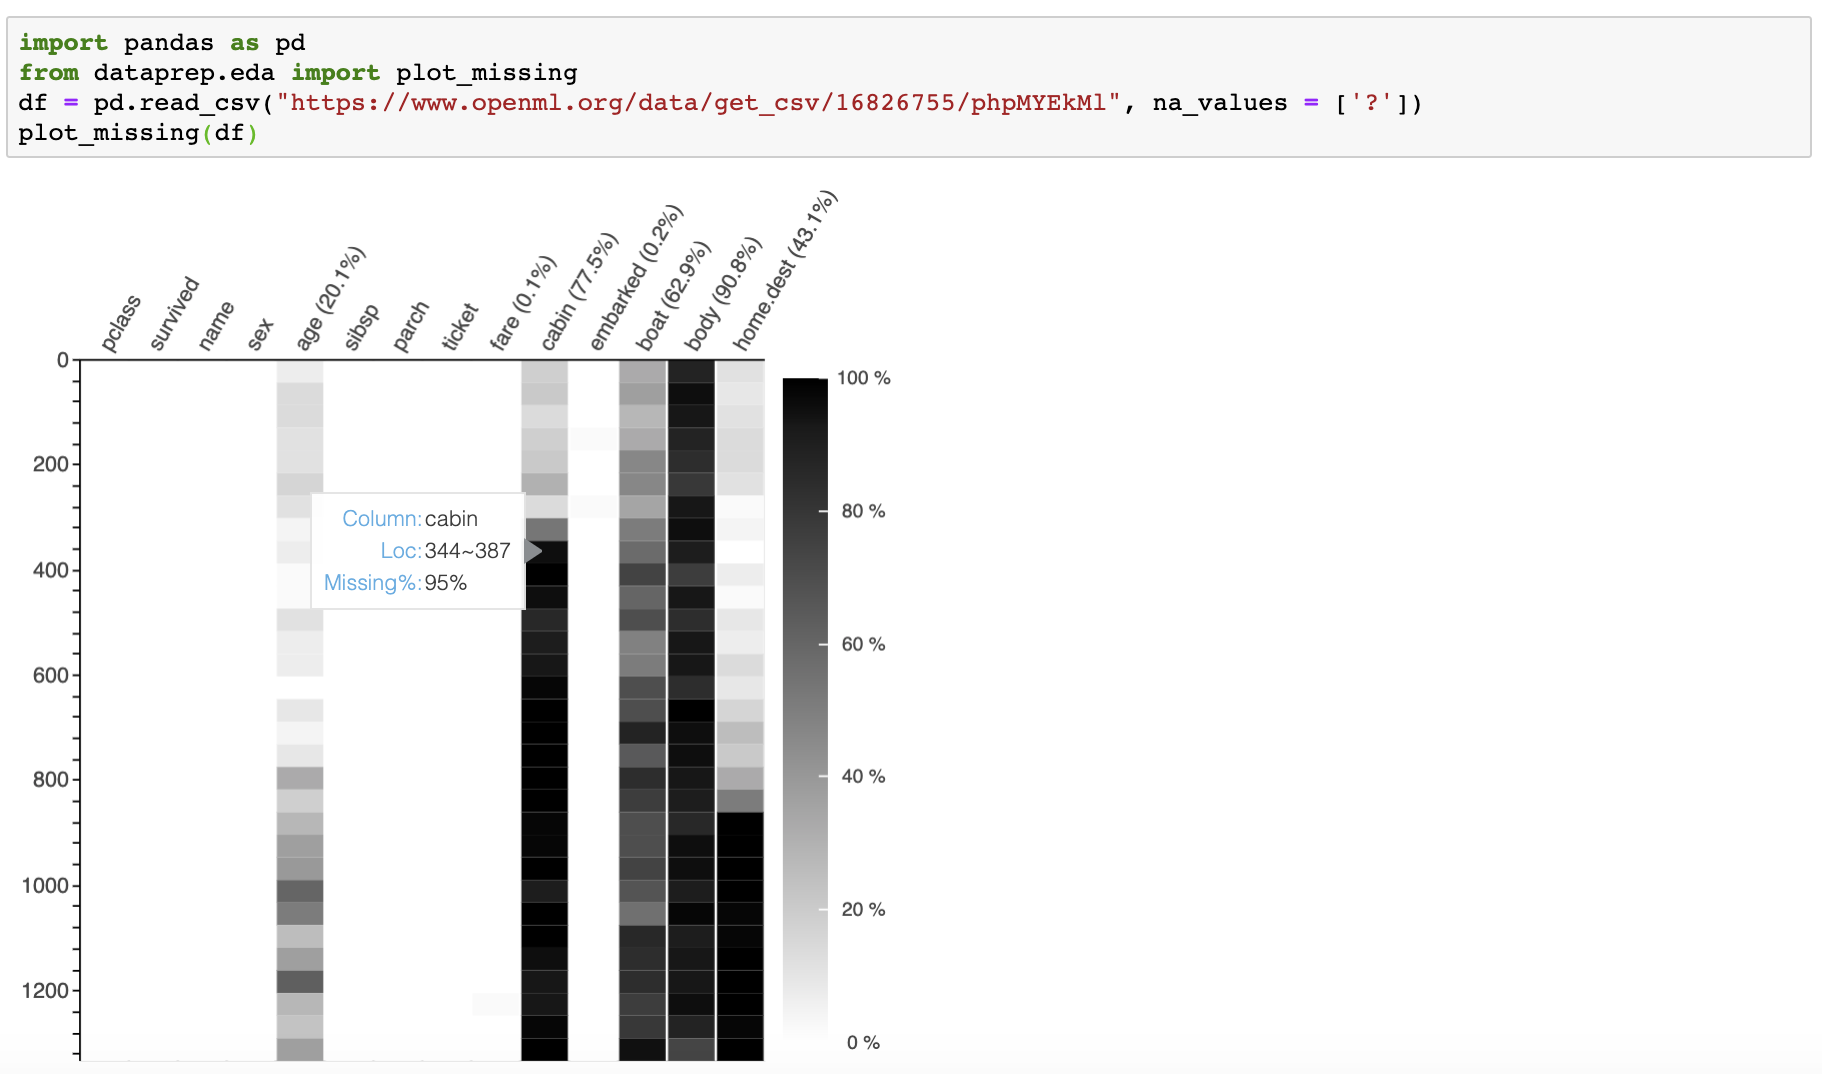 import pandas as pd
from dataprep.eda import plot_missing
df = pd.read_csv("https://www.openml.org/data/get_csv/16826755/phpMYEkMl", na_values = ['?'])
plot_missing(df)
pclass
survived
name
sex
age (20.1%)
sibsp
parch
ticket
fare (0.1%)
cabin (77.5%)
embarked (0.2%)
boat (62.9%)
body (90.8%)
home.dest (43.1%)
0
200
400
600
800
1000
1200
Column: cabin
Loc: 344~387
Missing%: 95%
100 %
80 %
60 %
40 %
20 %
0 %